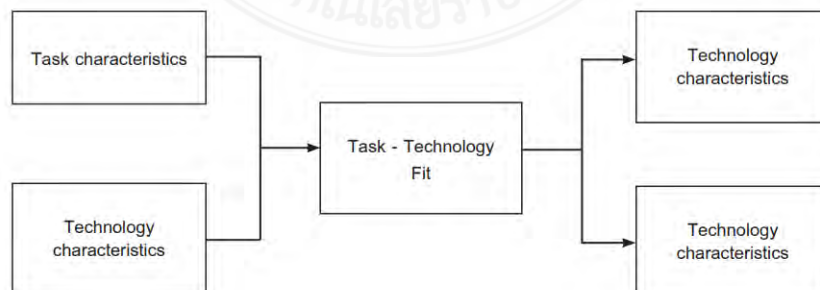 Task characteristics
Technology
characteristics
Task - Technology
Fit
Technology
characteristics
Technology
characteristics